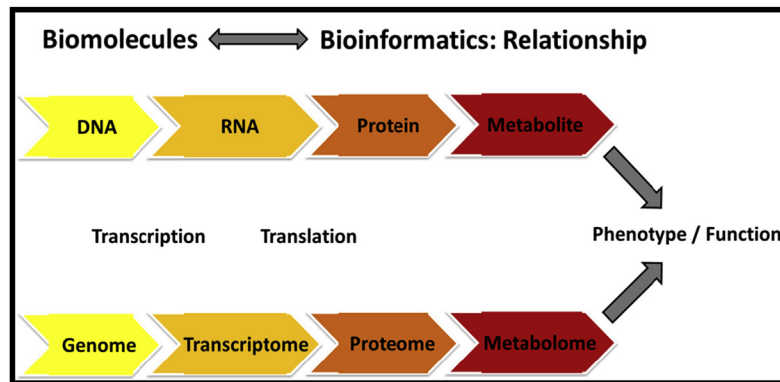 Biomolecules Bioinformatics: Relationship
DNA RNA Protein Metabolite
Transcription Translation Phenotype / Function
Genome Transcriptome Proteome Metabolome